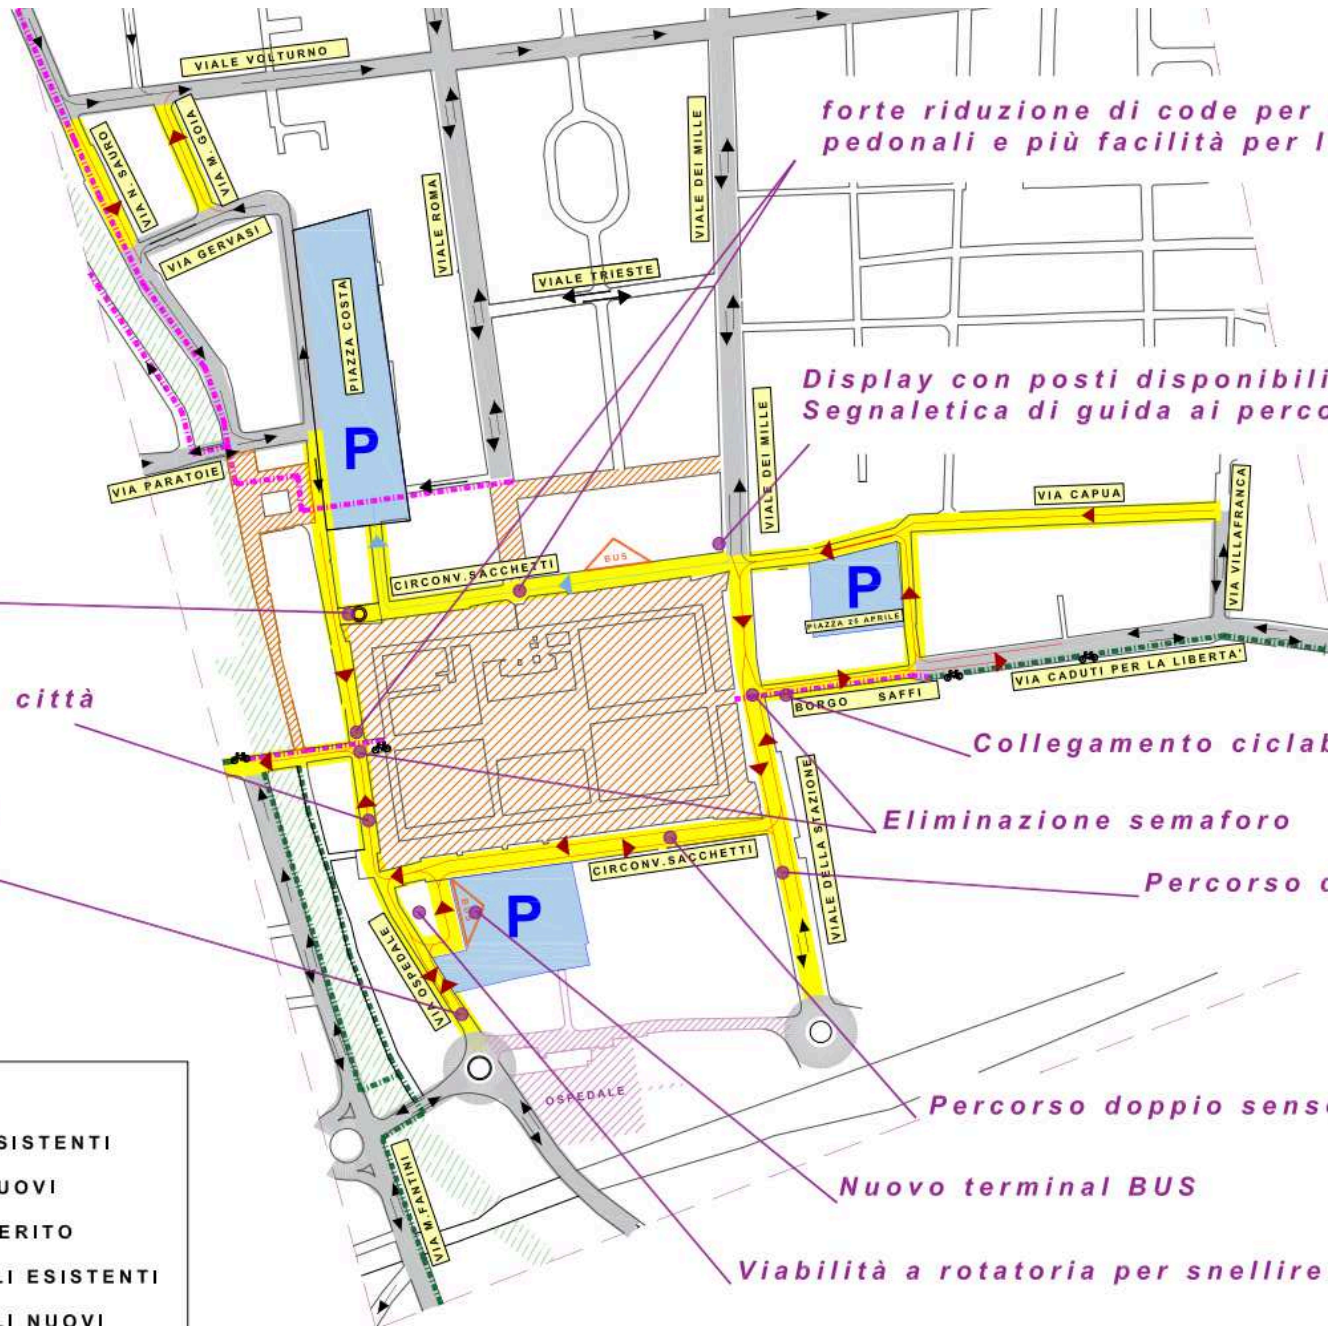 VIALE VOLTURNO
VIA N. SAURO
VIA M. GOIA
VIA GERVASI
VIALE ROMA
VIALE DEI MILLE
forte riduzione di code per
pedonali e più facilità per l
VIALE TRIESTE
PIAZZA COSTA
P
Display con posti disponibili
Segnaletica di guida ai perco
VIALE DEI MILLE
VIA PARATOIE
VIA CAPUA
VIA VILLAFRANCA
CIRCONV.SACCHETTI
BUS
P
PIAZZA 25 APRILE
BORGO SAFFI
VIA CADUTI PER LA LIBERTA'
città
Collegamento ciclab
VIALE DELLA STAZIONE
Eliminazione semaforo
CIRCONV.SACCHETTI
Percorso d
BUS
P
VIA OSPEDALE
OSPEDALE
Percorso doppio senso
VIA M.FANTINI
Nuovo terminal BUS
Viabilità a rotatoria per snellire
SISTENTI
UOVI
ERITO
LI ESISTENTI
LI NUOVI